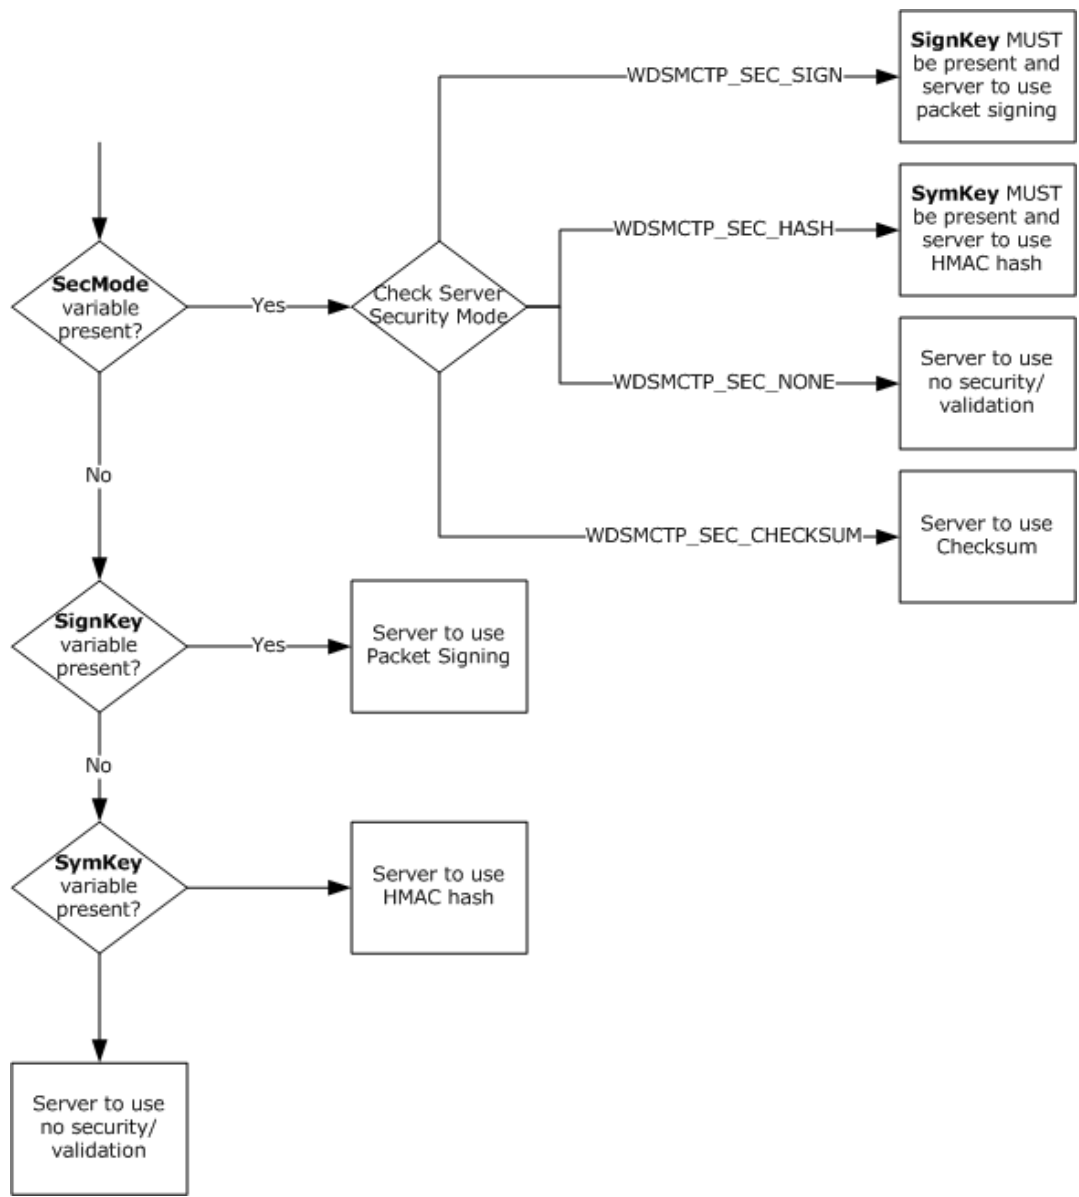 WDSMCTP_SEC_SIGN
SignKey MUST
be present and
server to use
packet signing
WDSMCTP_SEC_HASH
SymKey MUST
be present and
server to use
HMAC hash
SecMode
variable
present?
Yes
Check Server
Security Mode
WDSMCTP_SEC_NONE
Server to use
no security/
validation
No
WDSMCTP_SEC_CHECKSUM
Server to use
Checksum
SignKey
variable
present?
Yes
Server to use
Packet Signing
No
SymKey
variable
present?
Server to use
HMAC hash
Server to use
no security/
validation